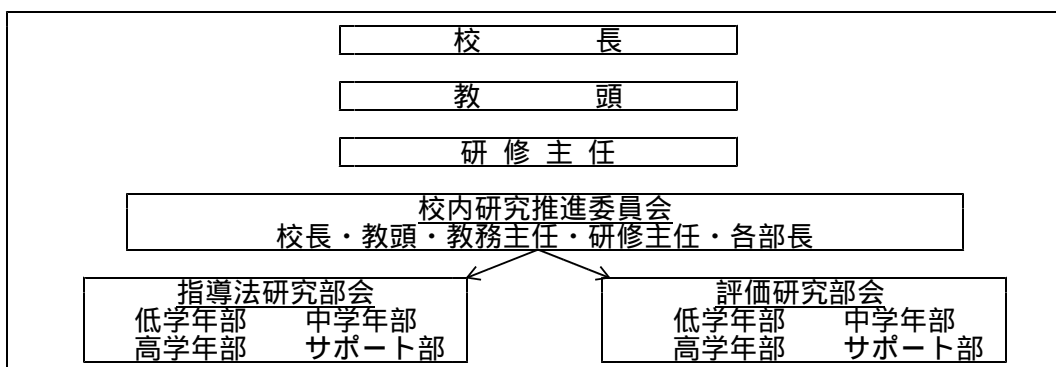 校　　　　長
教　　　　頭
研 修 主 任
校内研究推進委員会
校長・教頭・教務主任・研修主任・各部長
指導法研究部会
低学年部　　中学年部
高学年部　　サポート部
評価研究部会
低学年部　　中学年部
高学年部　　サポート部